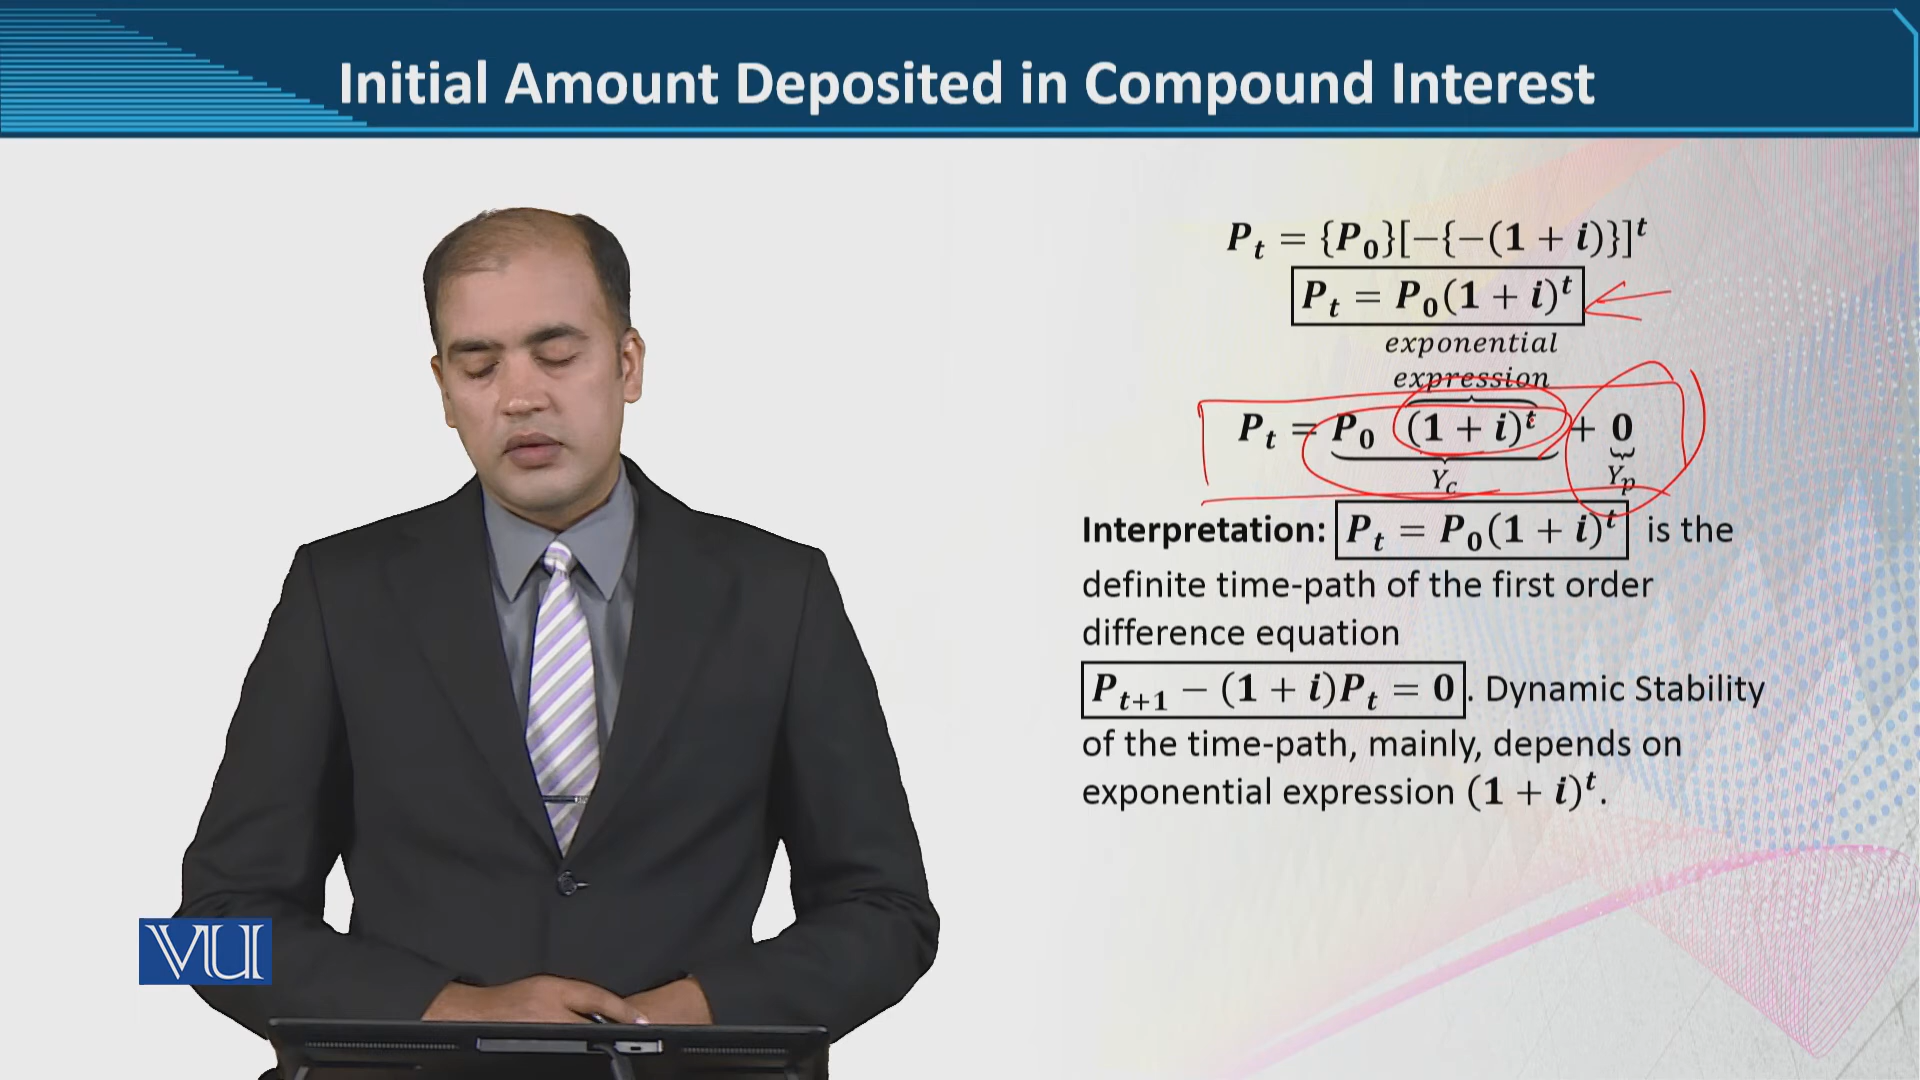 Initial Amount Deposited in Compound Interest
P_t = {P_0}[−{−(1 + i)}]^t
P_t = P_0(1 + i)^t
exponential
expression
P_t = P_0 (1 + i)^t + 0
Y_c Y_p
Interpretation: P_t = P_0(1 + i)^t is the
definite time-path of the first order
difference equation
P_{t+1} − (1 + i)P_t = 0. Dynamic Stability
of the time-path, mainly, depends on
exponential expression (1 + i)^t.
VU